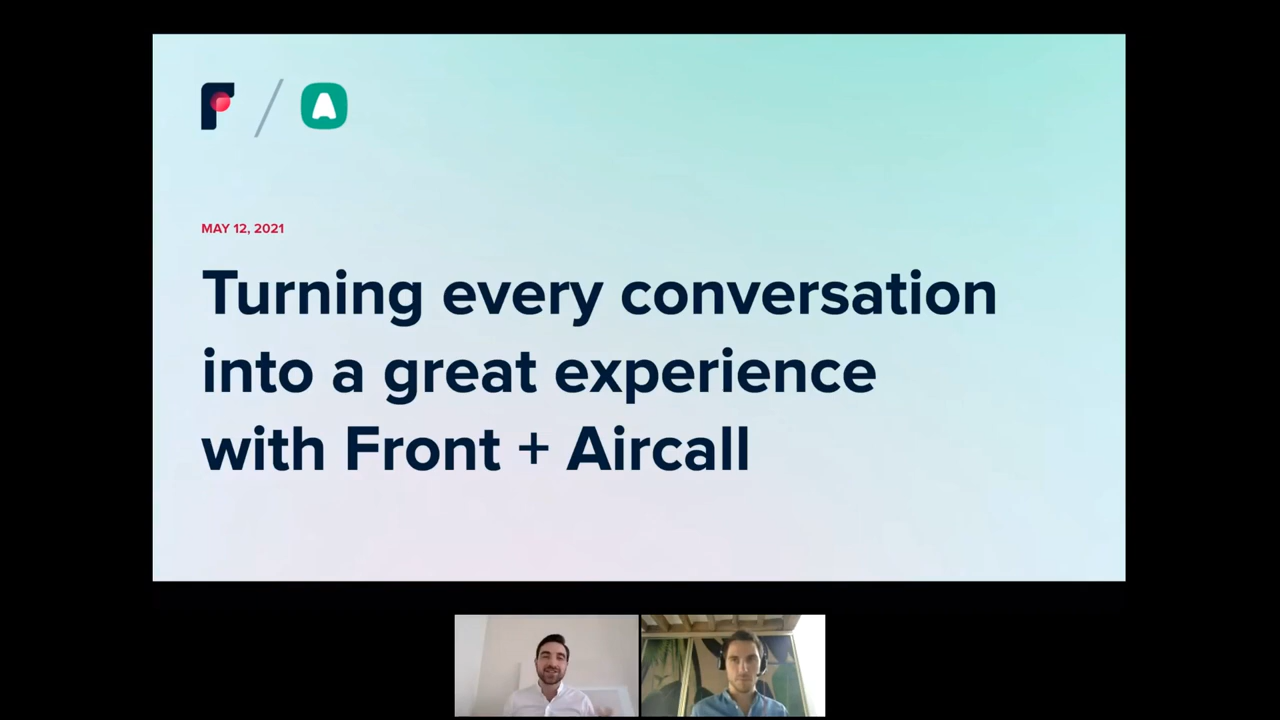 MAY 12, 2021
Turning every conversation
into a great experience
with Front + Aircall